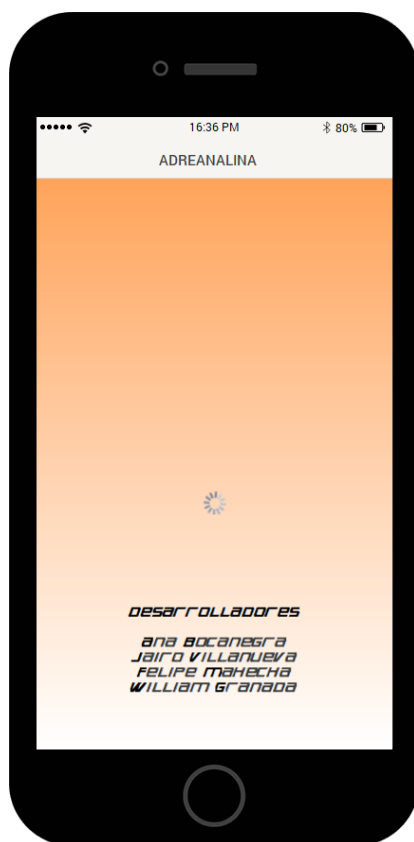 16:36 PM
80%
ADREANALINA
Desarrolladores
Ana Bocanegra
Jairo Villanueva
Felipe Mahecha
William Granada